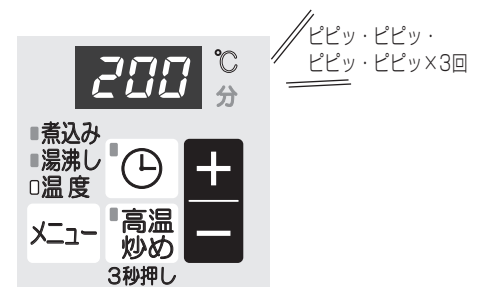 ピピッ・ピピッ・
ピピッ・ピピッ×3回
200
℃
分
煮込み
湯沸し
温度
+
メニュー
高温
炒め
−
3秒押し